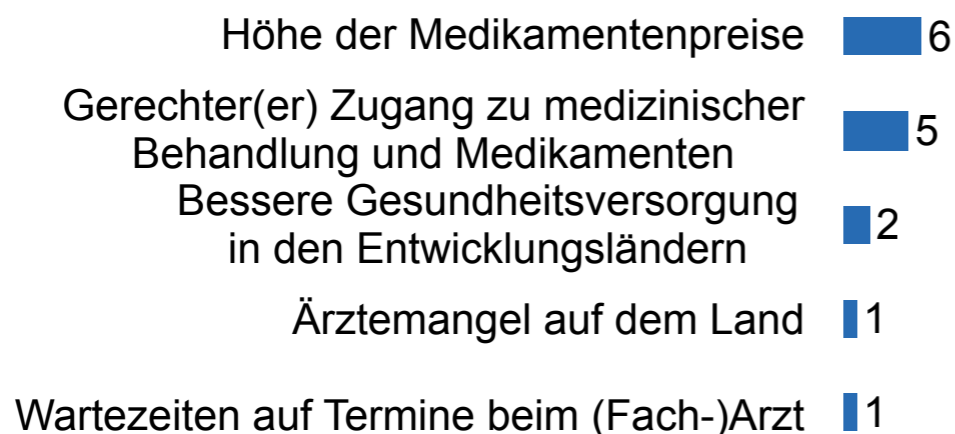 Höhe der Medikamentenpreise 6
Gerechter(er) Zugang zu medizinischer
Behandlung und Medikamenten 5
Bessere Gesundheitsversorgung
in den Entwicklungsländern 2
Ärztemangel auf dem Land 1
Wartezeiten auf Termine beim (Fach-)Arzt 1